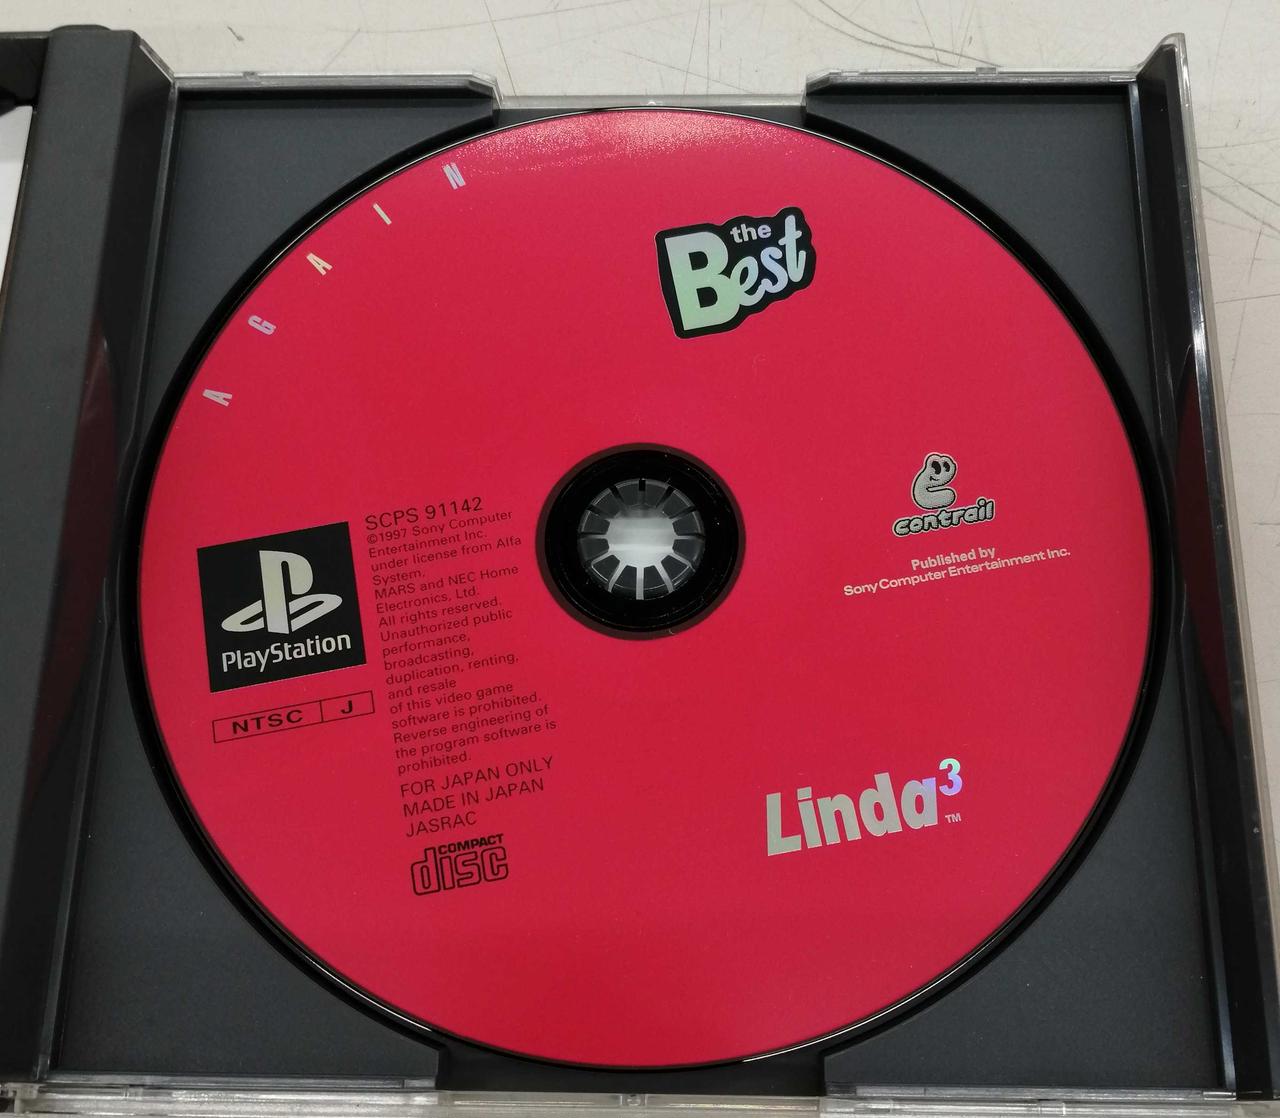 AGAIN
the
Best
contrail
Published by
Sony Computer Entertainment Inc.
SCPS 91142
©1997 Sony Computer
Entertainment Inc.
under license from Alfa
System,
MARS and NEC Home
Electronics, Ltd.
All rights reserved.
Unauthorized public
performance,
broadcasting,
duplication, renting,
and resale
of this video game
software is prohibited.
Reverse engineering of
the program software is
prohibited.
FOR JAPAN ONLY
MADE IN JAPAN
JASRAC
COMPACT
disc
PlayStation
NTSC J
Linda³™